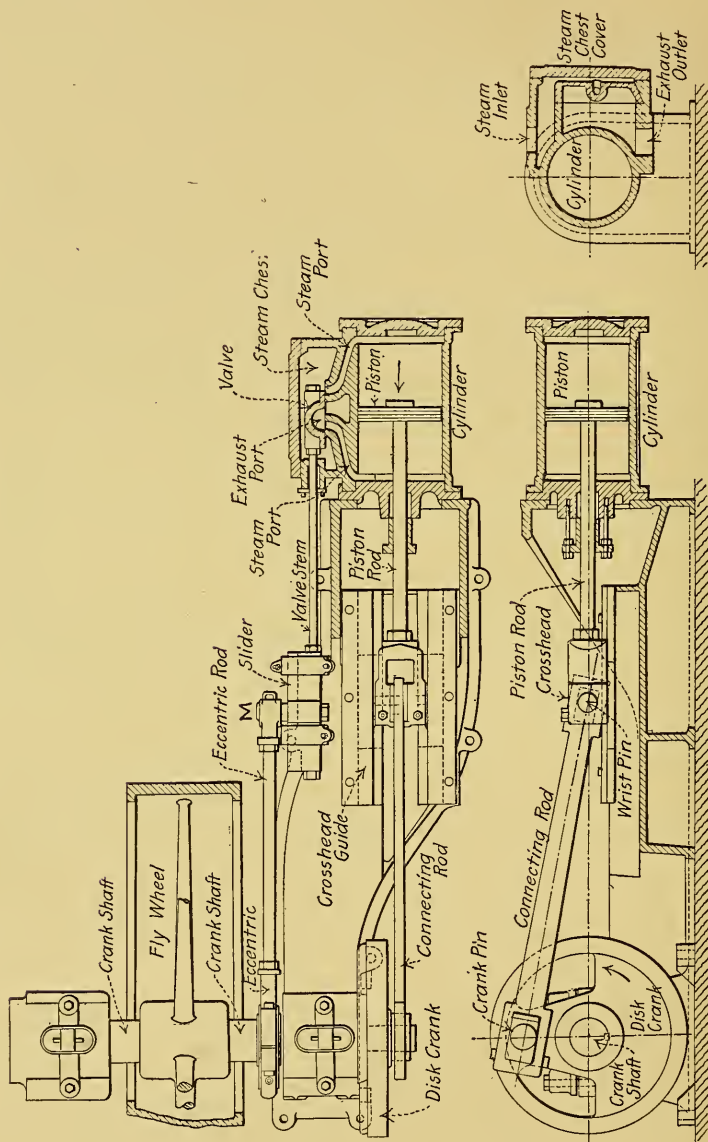 Crank Shaft
Fly Wheel
Crank Shaft
Eccentric
Eccentric Rod
M
Slider
Valve Stem
Steam
Port
Exhaust
Port
Valve
Steam Ches
Steam
Port
Crosshead
Guide
Piston
Rod
Piston
Cylinder
Connecting
Rod
Disk Crank
Steam
Inlet
Steam
Chest
Cover
Cylinder
Exhaust
Outlet
Crank Pin
Connecting Rod
Piston Rod
Crosshead
Wrist Pin
Piston
Cylinder
Disk
Crank
Crank
Shaft